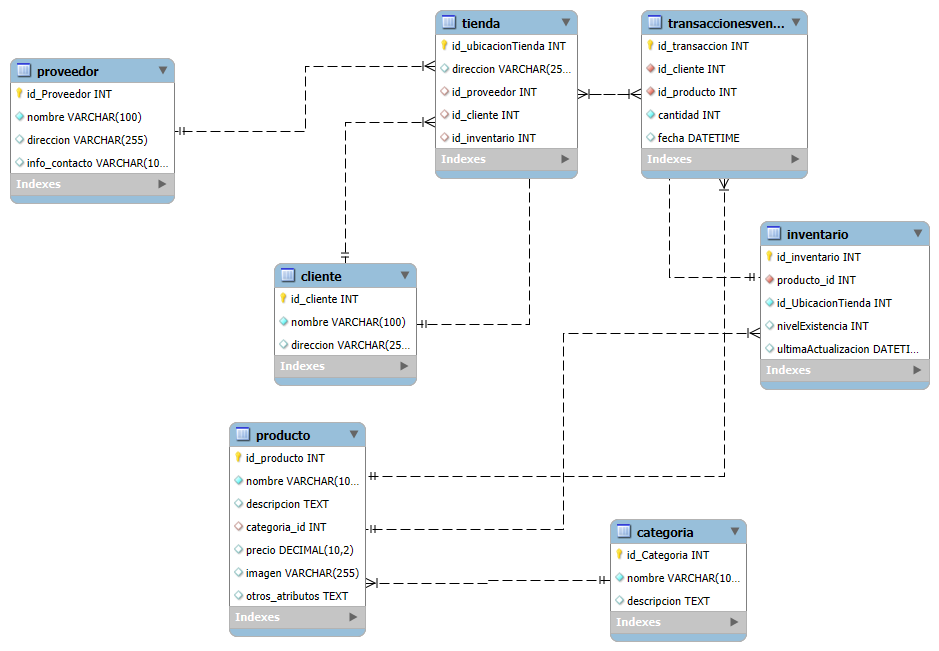 proveedor
id_Proveedor INT
nombre VARCHAR(100)
direccion VARCHAR(255)
info_contacto VARCHAR(10...
Indexes
tienda
id_ubicacionTienda INT
direccion VARCHAR(25...
id_proveedor INT
id_cliente INT
id_inventario INT
Indexes
transaccionesven...
id_transaccion INT
id_cliente INT
id_producto INT
cantidad INT
fecha DATETIME
Indexes
inventario
id_inventario INT
producto_id INT
id_UbicacionTienda INT
nivelExistencia INT
ultimaActualizacion DATETI...
Indexes
cliente
id_cliente INT
nombre VARCHAR(100)
direccion VARCHAR(25...
Indexes
producto
id_producto INT
nombre VARCHAR(10...
descripcion TEXT
categoria_id INT
precio DECIMAL(10,2)
imagen VARCHAR(255)
otros_atributos TEXT
Indexes
categoria
id_Categoria INT
nombre VARCHAR(10...
descripcion TEXT
Indexes